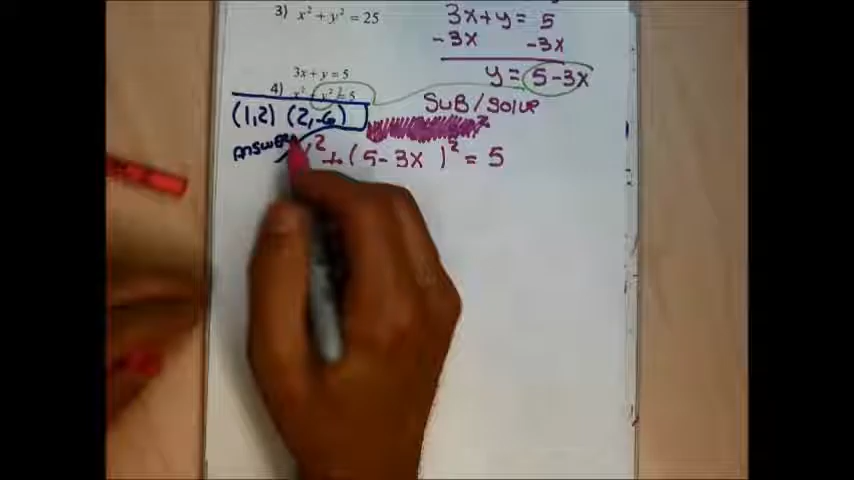 3) x² + y² = 25
3x + y = 5
-3x -3x
y = 5-3x
3x + y = 5
4) x² + y² = 5
SUB/SOLVE
(1,2) (2,-6)
Answer
² + (5-3x)² = 5